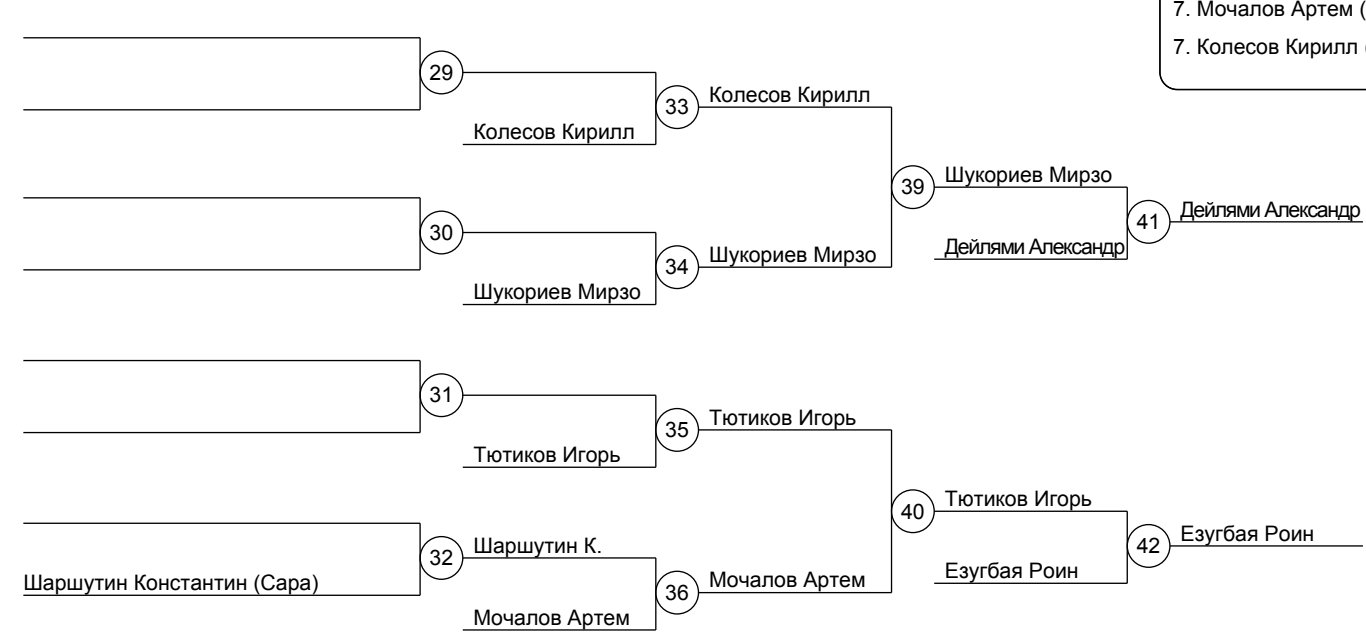 7. Мочалов Артем (
7. Колесов Кирилл
29
Колесов Кирилл
33
Колесов Кирилл
30
Шукориев Мирзо
34
Шукориев Мирзо
39
Шукориев Мирзо
Дейлями Александр
41
Дейлями Александр
31
Тютиков Игорь
35
Тютиков Игорь
Шаршутин Константин (Сара)
32
Шаршутин К.
Мочалов Артем
36
Мочалов Артем
40
Тютиков Игорь
Езугбая Роин
42
Езугбая Роин